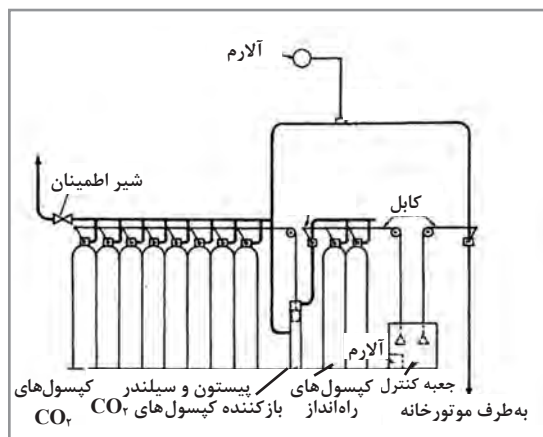 آلارم
شیر اطمینان
کابل
آلارم
کپسول‌های
CO₂
پیستون و سیلندر
بازکننده کپسول‌های CO₂
کپسول‌های
راه‌انداز
جعبه کنترل
به‌طرف موتورخانه